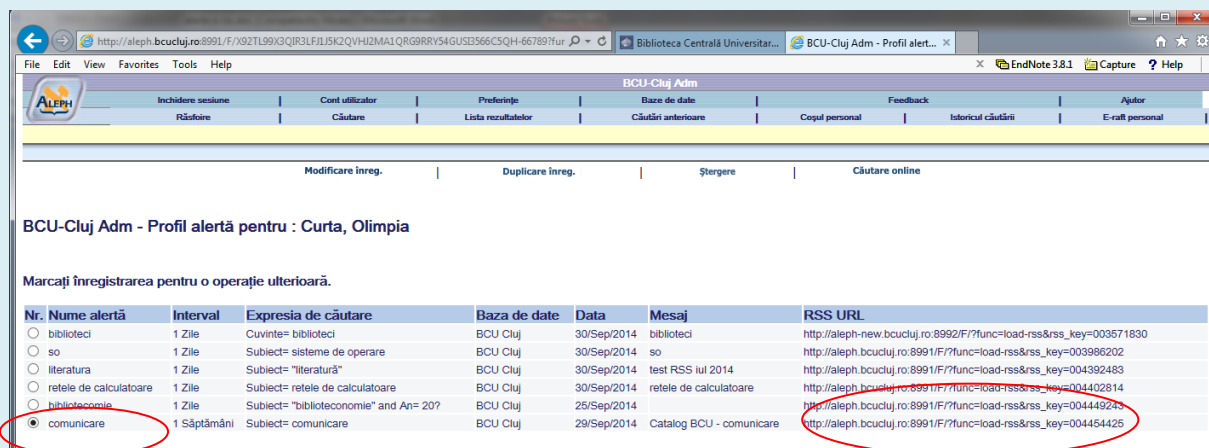 http://aleph.bcucluj.ro:8991/F/X92TL99X3QIR3LFJ1J5K2QVHJ2MA1QRG9RRY54GUSI3566C5QH-66789?fur
Biblioteca Centrală Universitar...
BCU-Cluj Adm - Profil alert...
File Edit View Favorites Tools Help
x EndNote 3.8.1 Capture ? Help
BCU-Cluj Adm
ALEPH
Inchidere sesiune | Cont utilizator | Preferințe | Baze de date | Feedback | Ajutor
Răsfoire | Căutare | Lista rezultatelor | Căutări anterioare | Coșul personal | Istoricul căutării | E-raft personal |
Modificare înreg. | Duplicare înreg. | Ștergere | Căutare online
BCU-Cluj Adm - Profil alertă pentru : Curta, Olimpia
Marcați înregistrarea pentru o operație ulterioară.
Nr. Nume alertă Interval Expresia de căutare Baza de date Data Mesaj RSS URL
biblioteci 1 Zile Cuvinte= biblioteci BCU Cluj 30/Sep/2014 biblioteci http://aleph-new.bcucluj.ro:8992/F/?func=load-rss&rss_key=003571830
so 1 Zile Subiect= sisteme de operare BCU Cluj 30/Sep/2014 so http://aleph.bcucluj.ro:8991/F/?func=load-rss&rss_key=003986202
literatura 1 Zile Subiect= "literatură" BCU Cluj 30/Sep/2014 test RSS iul 2014 http://aleph.bcucluj.ro:8991/F/?func=load-rss&rss_key=004392483
retele de calculatoare 1 Zile Subiect= retele de calculatoare BCU Cluj 30/Sep/2014 retele de calculatoare http://aleph.bcucluj.ro:8991/F/?func=load-rss&rss_key=004402814
bibliotecomie 1 Zile Subiect= "biblioteconomie" and An= 20? BCU Cluj 25/Sep/2014 http://aleph.bcucluj.ro:8991/F/?func=load-rss&rss_key=004449243
comunicare 1 Săptămâni Subiect= comunicare BCU Cluj 29/Sep/2014 Catalog BCU - comunicare http://aleph.bcucluj.ro:8991/F/?func=load-rss&rss_key=004454425